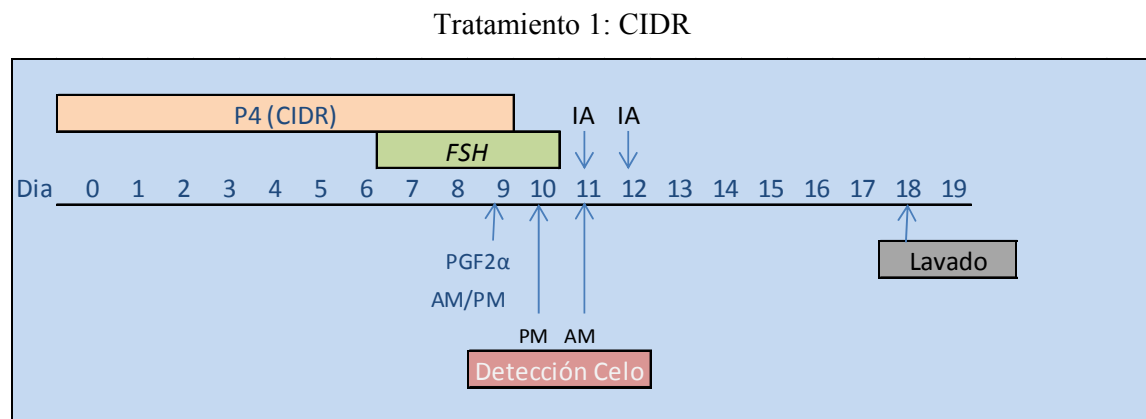 Tratamiento 1: CIDR
P4 (CIDR)
IA IA
FSH
Dia 0 1 2 3 4 5 6 7 8 9 10 11 12 13 14 15 16 17 18 19
PGF2α
Lavado
AM/PM
PM AM
Detección Celo